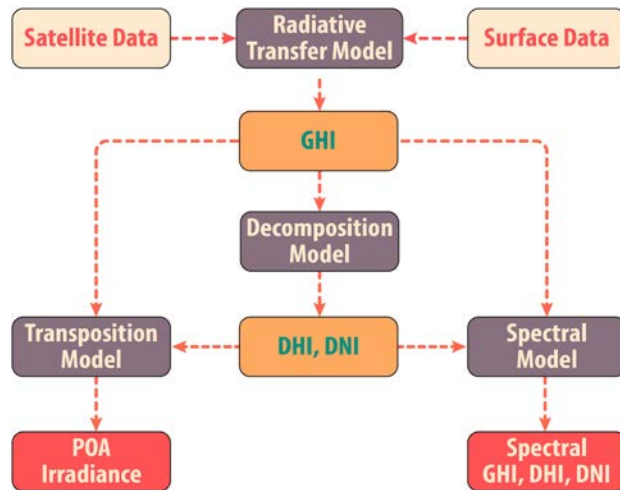 Satellite Data
Radiative
Transfer Model
Surface Data
GHI
Decomposition
Model
Transposition
Model
DHI, DNI
Spectral
Model
POA
Irradiance
Spectral
GHI, DHI, DNI